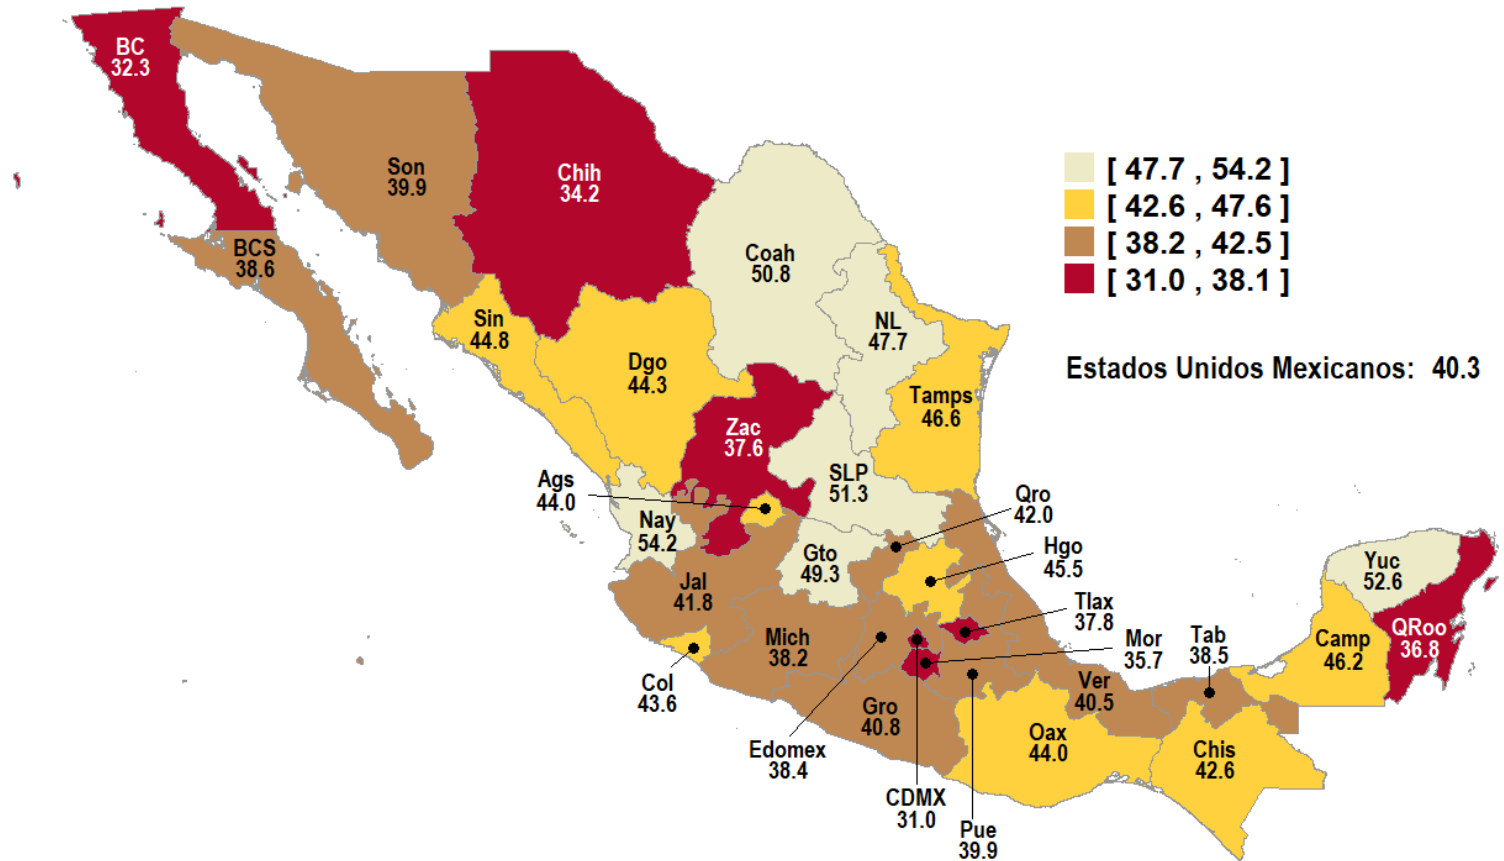 BC
32.3
Son
39.9
Chih
34.2
BCS
38.6
Coah
50.8
[ 47.7 , 54.2 ]
[ 42.6 , 47.6 ]
[ 38.2 , 42.5 ]
[ 31.0 , 38.1 ]
Estados Unidos Mexicanos: 40.3
Sin
44.8
NL
47.7
Dgo
44.3
Tamps
46.6
Zac
37.6
Ags
44.0
SLP
51.3
Qro
42.0
Nay
54.2
Gto
49.3
Hgo
45.5
Yuc
52.6
Jal
41.8
Tlax
37.8
Mich
38.2
Mor
35.7
Tab
38.5
Camp
46.2
QRoo
36.8
Col
43.6
Gro
40.8
Ver
40.5
Edomex
38.4
Oax
44.0
Chis
42.6
CDMX
31.0
Pue
39.9